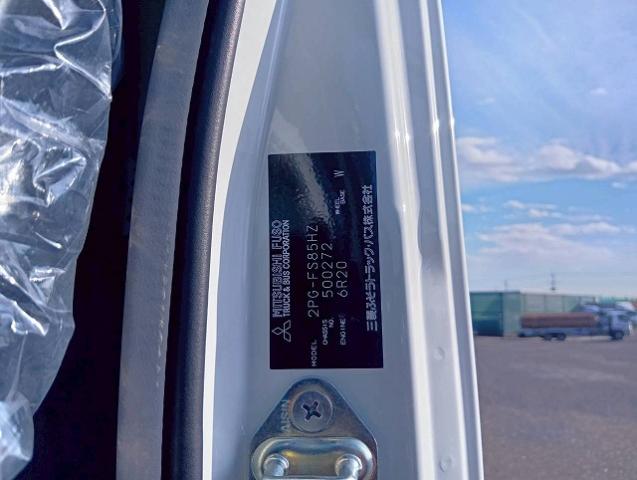 MITSUBISHI FUSO
TRUCK & BUS CORPORATION
MODEL 2PG-FS85HZ
CHASSIS NO. 500272
ENGINE 6R20 WHEEL BASE W
三菱ふそうトラック・バス株式会社
AISIN